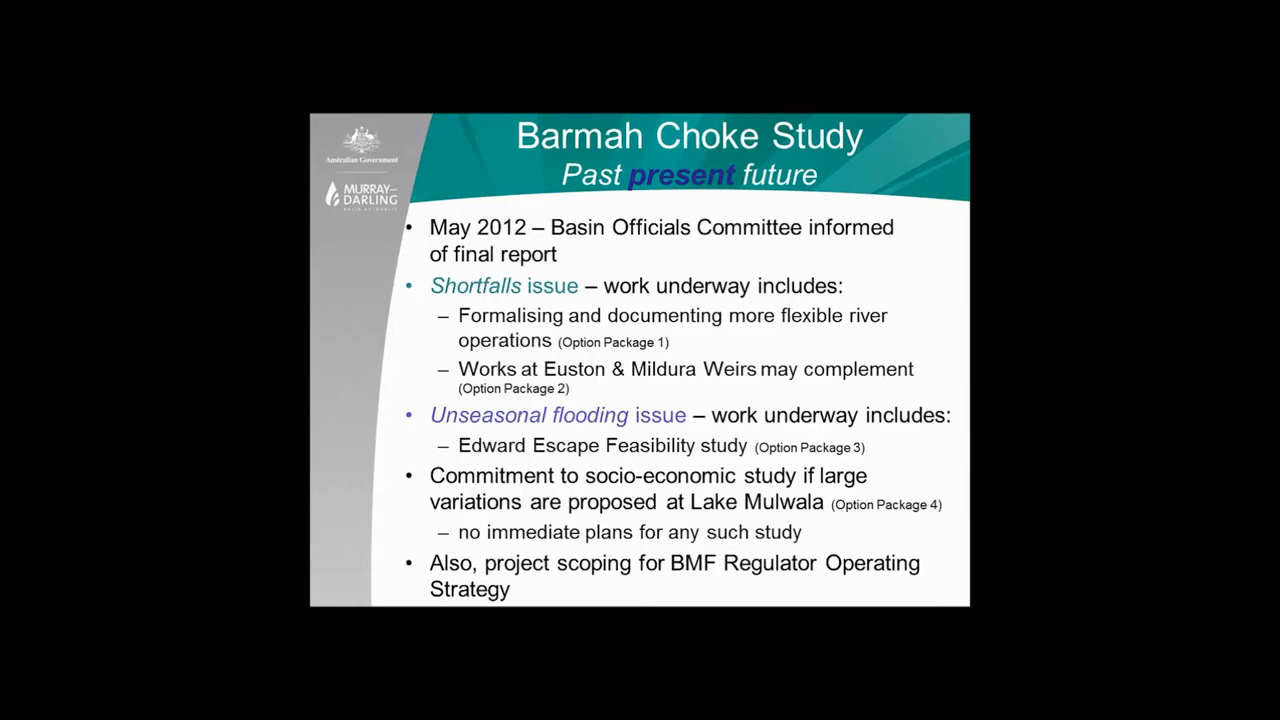 Australian Government
MURRAY–
DARLING
BASIN AUTHORITY
Barmah Choke Study
Past present future
• May 2012 – Basin Officials Committee informed
of final report
• Shortfalls issue – work underway includes:
– Formalising and documenting more flexible river
operations (Option Package 1)
– Works at Euston & Mildura Weirs may complement
(Option Package 2)
• Unseasonal flooding issue – work underway includes:
– Edward Escape Feasibility study (Option Package 3)
• Commitment to socio-economic study if large
variations are proposed at Lake Mulwala (Option Package 4)
– no immediate plans for any such study
• Also, project scoping for BMF Regulator Operating
Strategy